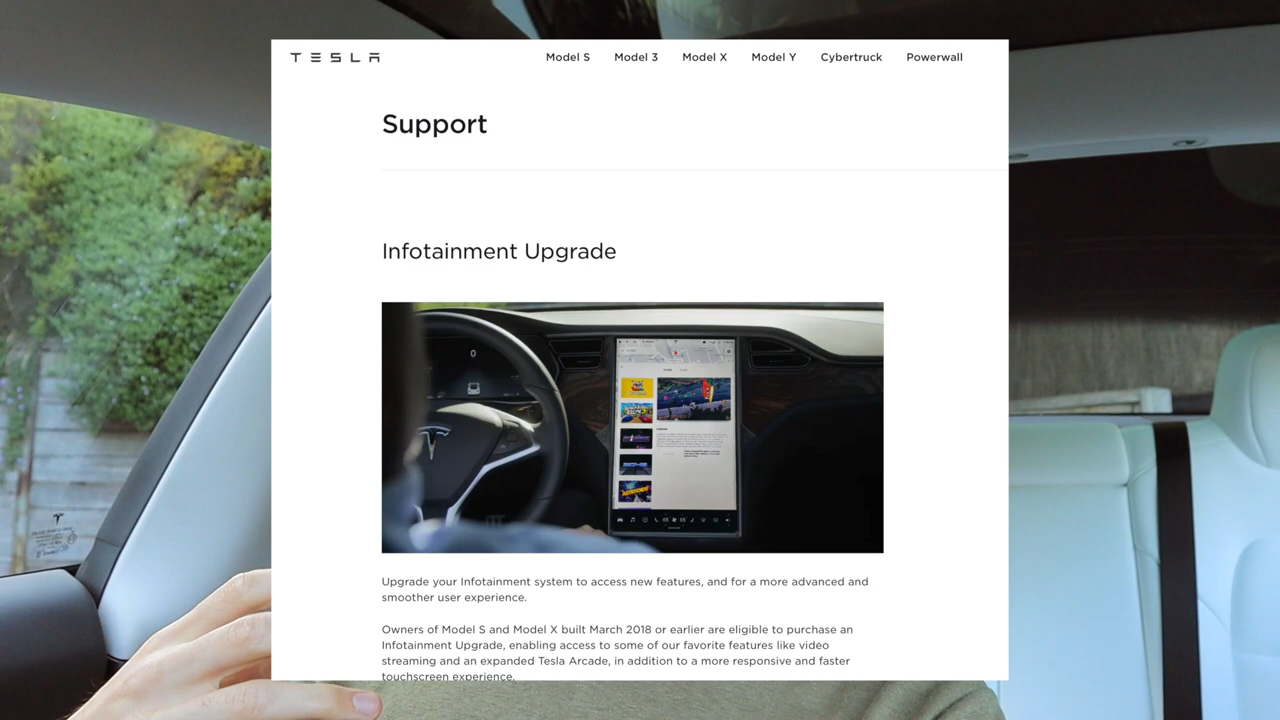 TESLA
Model S Model 3 Model X Model Y Cybertruck Powerwall
Support
Infotainment Upgrade
0
Upgrade your Infotainment system to access new features, and for a more advanced and
smoother user experience.
Owners of Model S and Model X built March 2018 or earlier are eligible to purchase an
Infotainment Upgrade, enabling access to some of our favorite features like video
streaming and an expanded Tesla Arcade, in addition to a more responsive and faster
touchscreen experience.